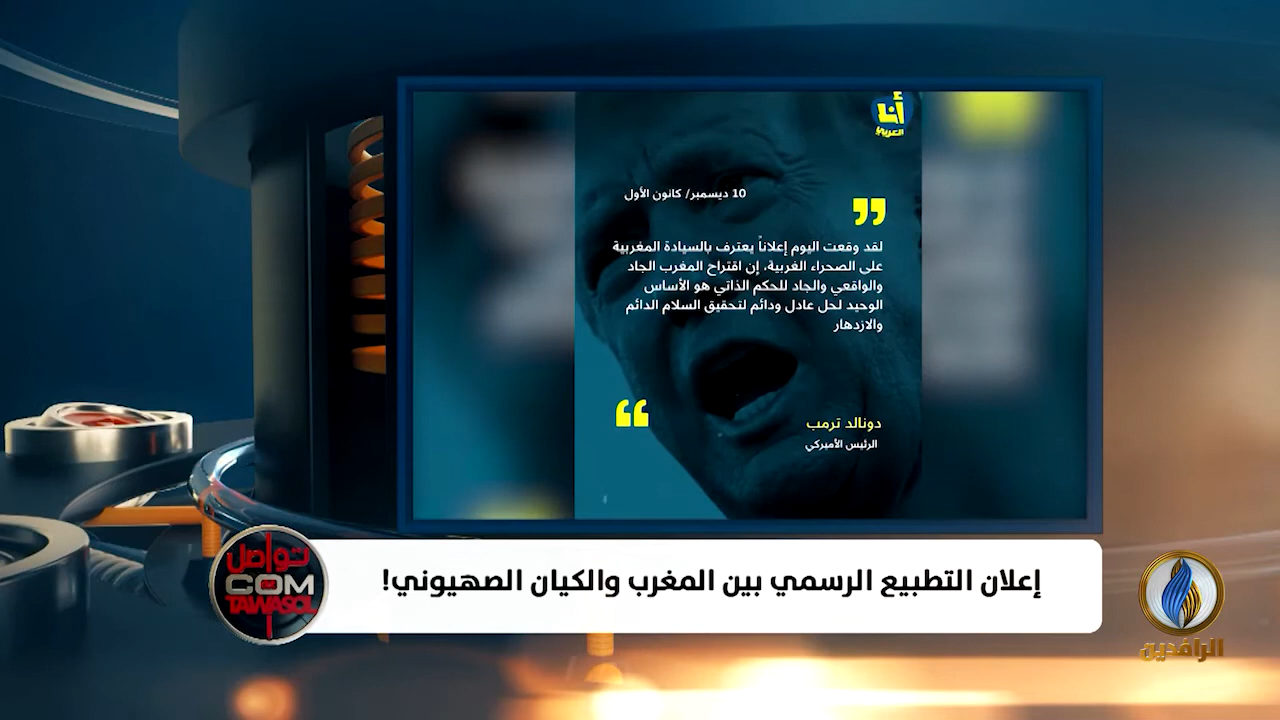 أنا
العربي!
10 ديسمبر/ كانون الأول
لقد وقعت اليوم إعلاناً يعترف بالسيادة المغربية
على الصحراء الغربية، إن اقتراح المغرب الجاد
والواقعي والجاد للحكم الذاتي هو الأساس
الوحيد لحل عادل ودائم لتحقيق السلام الدائم
والازدهار
دونالد ترمب
الرئيس الأميركي
إعلان التطبيع الرسمي بين المغرب والكيان الصهيوني!
تواصل
COM
TAWASOL
الرافدين